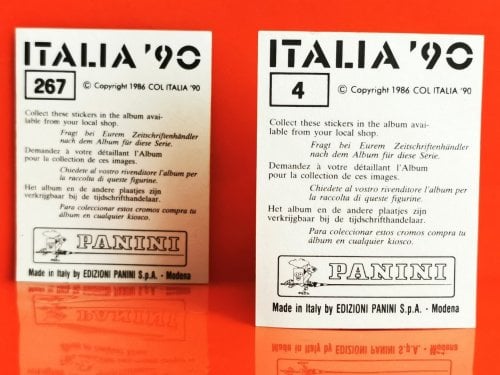 ITALIA '90
267
© Copyright 1986 COL ITALIA '90
Collect these stickers in the album avai-
lable from your local shop.
Fragt bei Eurem Zeitschriftenhändler
nach dem Album für diese Serie.
Demandez à votre détaillant l'Album
pour la collection de ces images.
Chiedete al vostro rivenditore l'album per
la raccolta di queste figurine.
Het album en de andere plaatjes zijn
verkrijgbaar bij de tijdschrifthandelaar.
Para coleccionar estos cromos compra tu
álbum en cualquier kiosco.
PANINI
Made in Italy by EDIZIONI PANINI S.p.A. - Modena
ITALIA '90
4
© Copyright 1986 COL ITALIA '90
Collect these stickers in the album avai-
lable from your local shop.
Fragt bei Eurem Zeitschriftenhändler
nach dem Album für diese Serie.
Demandez à votre détaillant l'Album
pour la collection de ces images.
Chiedete al vostro rivenditore l'album per
la raccolta di queste figurine.
Het album en de andere plaatjes zijn
verkrijgbaar bij de tijdschrifthandelaar.
Para coleccionar estos cromos compra tu
álbum en cualquier kiosco.
PANINI
Made in Italy by EDIZIONI PANINI S.p.A. - Modena